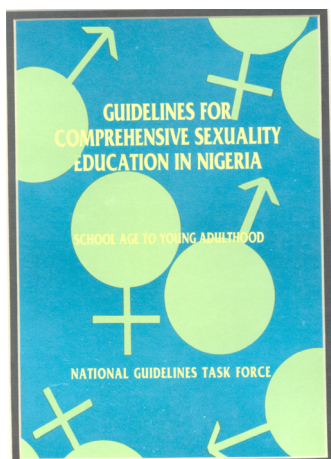 GUIDELINES FOR
COMPREHENSIVE SEXUALITY
EDUCATION IN NIGERIA
SCHOOL AGE TO YOUNG ADULTHOOD
NATIONAL GUIDELINES TASK FORCE